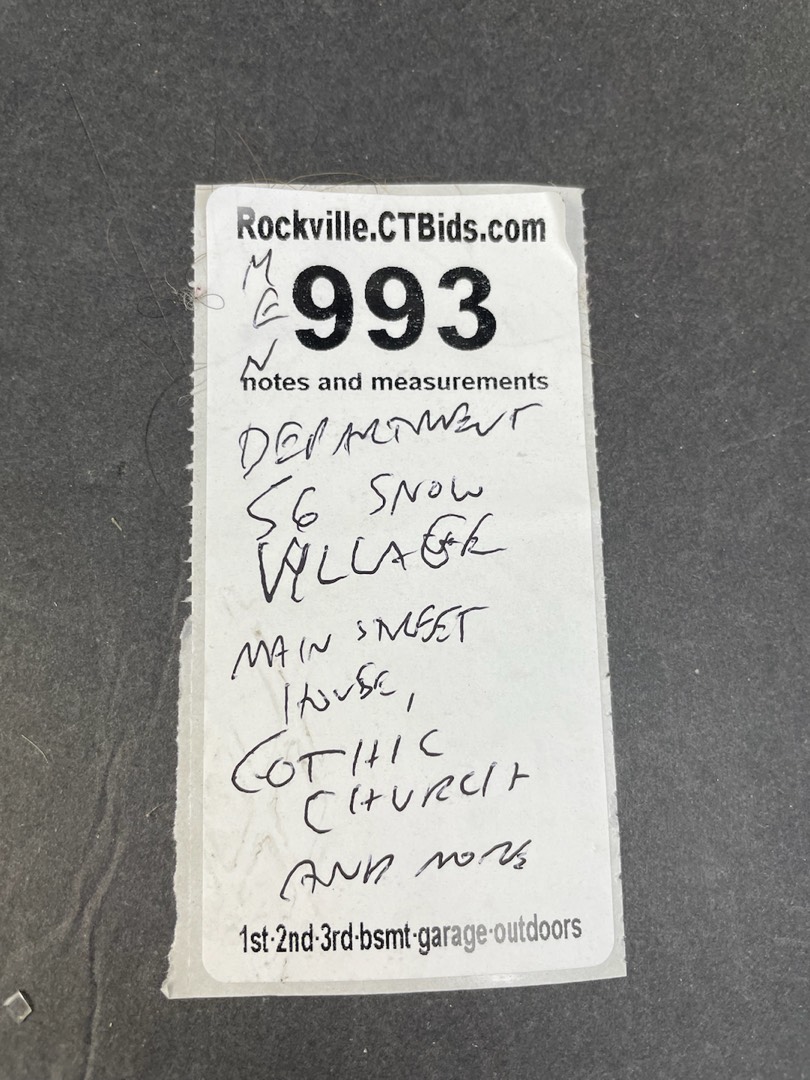 Rockville.CTBids.com
MEN
993
notes and measurements
DEPARTMENT
56 SNOW
VILLAGE
MAIN STREET
HOUSE,
GOTHIC
CHURCH
AND MORE
1st·2nd·3rd·bsmt·garage·outdoors